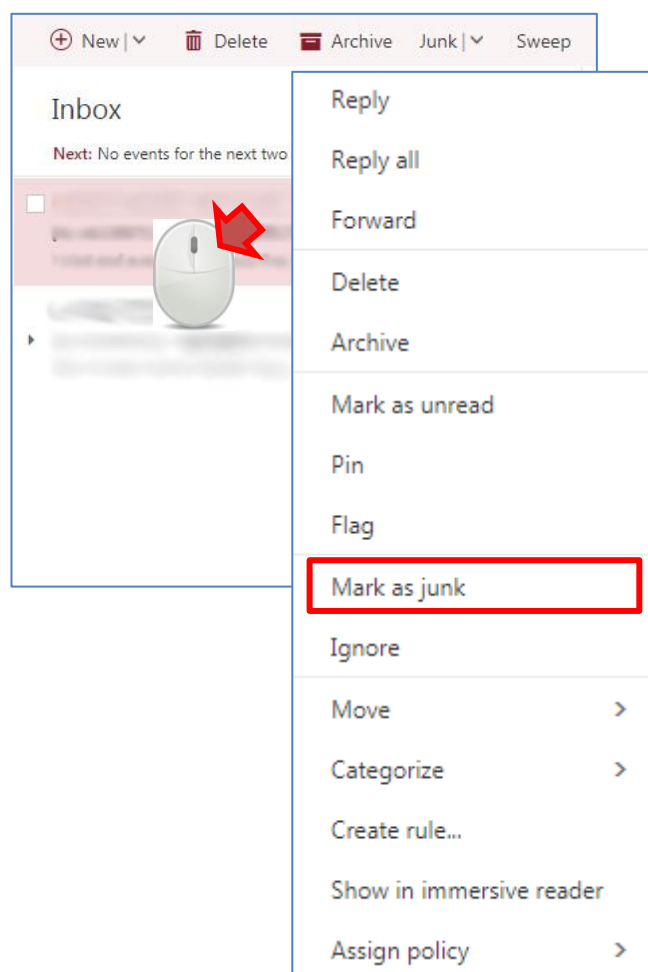 New | Delete Archive Junk | Sweep
Inbox
Next: No events for the next two
Reply
Reply all
Forward
Delete
Archive
Mark as unread
Pin
Flag
Mark as junk
Ignore
Move
Categorize
Create rule...
Show in immersive reader
Assign policy